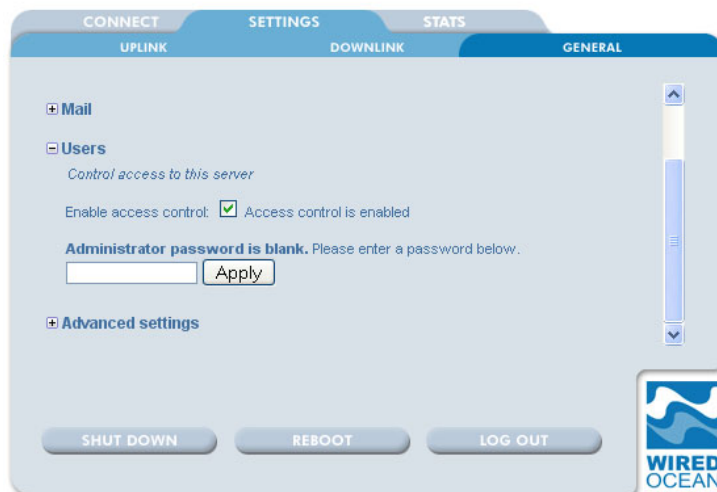 CONNECT SETTINGS STATS
UPLINK DOWNLINK GENERAL
Mail
Users
Control access to this server
Enable access control: Access control is enabled
Administrator password is blank. Please enter a password below.
Apply
Advanced settings
SHUT DOWN REBOOT LOG OUT
WIRED
OCEAN